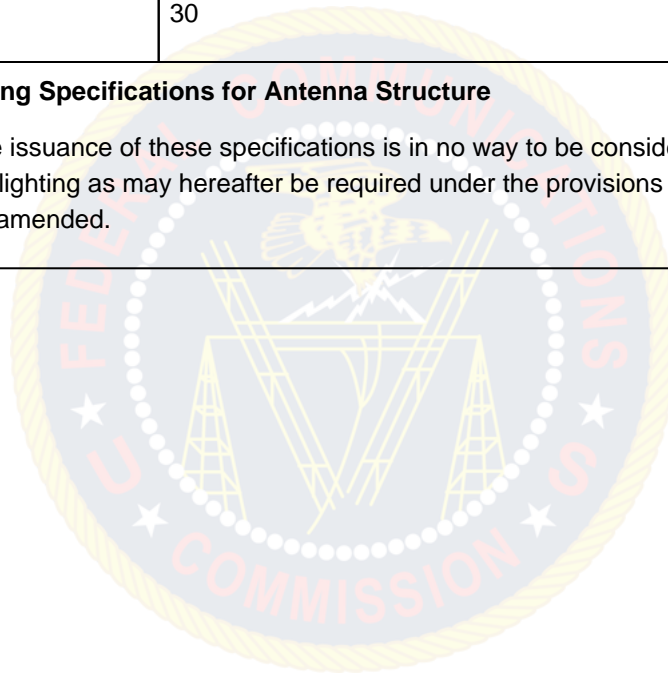 30
ng Specifications for Antenna Structure
e issuance of these specifications is in no way to be conside
lighting as may hereafter be required under the provisions
amended.
FEDERAL COMMUNICATIONS
COMMISSION
U S